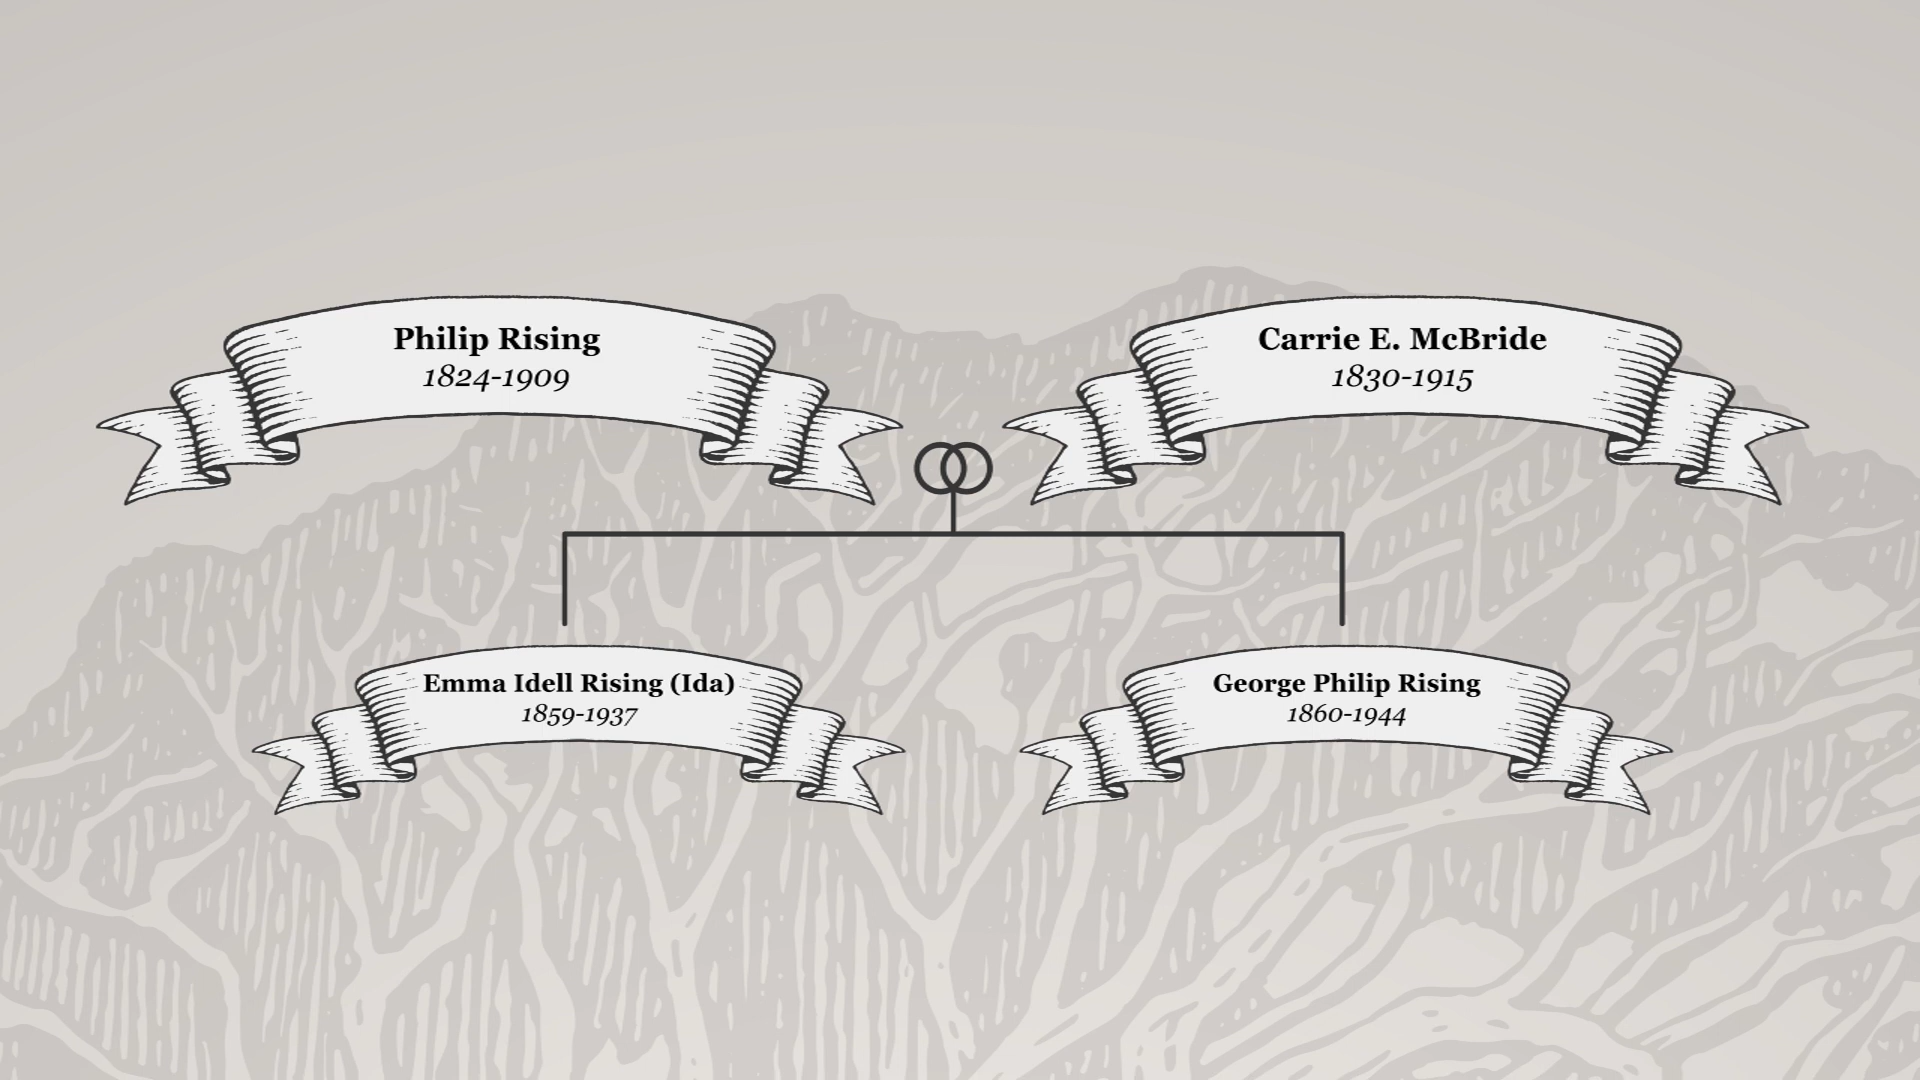 Philip Rising
1824-1909
Carrie E. McBride
1830-1915
Emma Idell Rising (Ida)
1859-1937
George Philip Rising
1860-1944